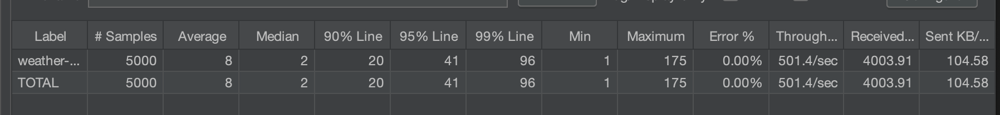 Label # Samples Average Median 90% Line 95% Line 99% Line Min Maximum Error % Through... Received... Sent KB/...
weather-... 5000 8 2 20 41 96 1 175 0.00% 501.4/sec 4003.91 104.58
TOTAL 5000 8 2 20 41 96 1 175 0.00% 501.4/sec 4003.91 104.58